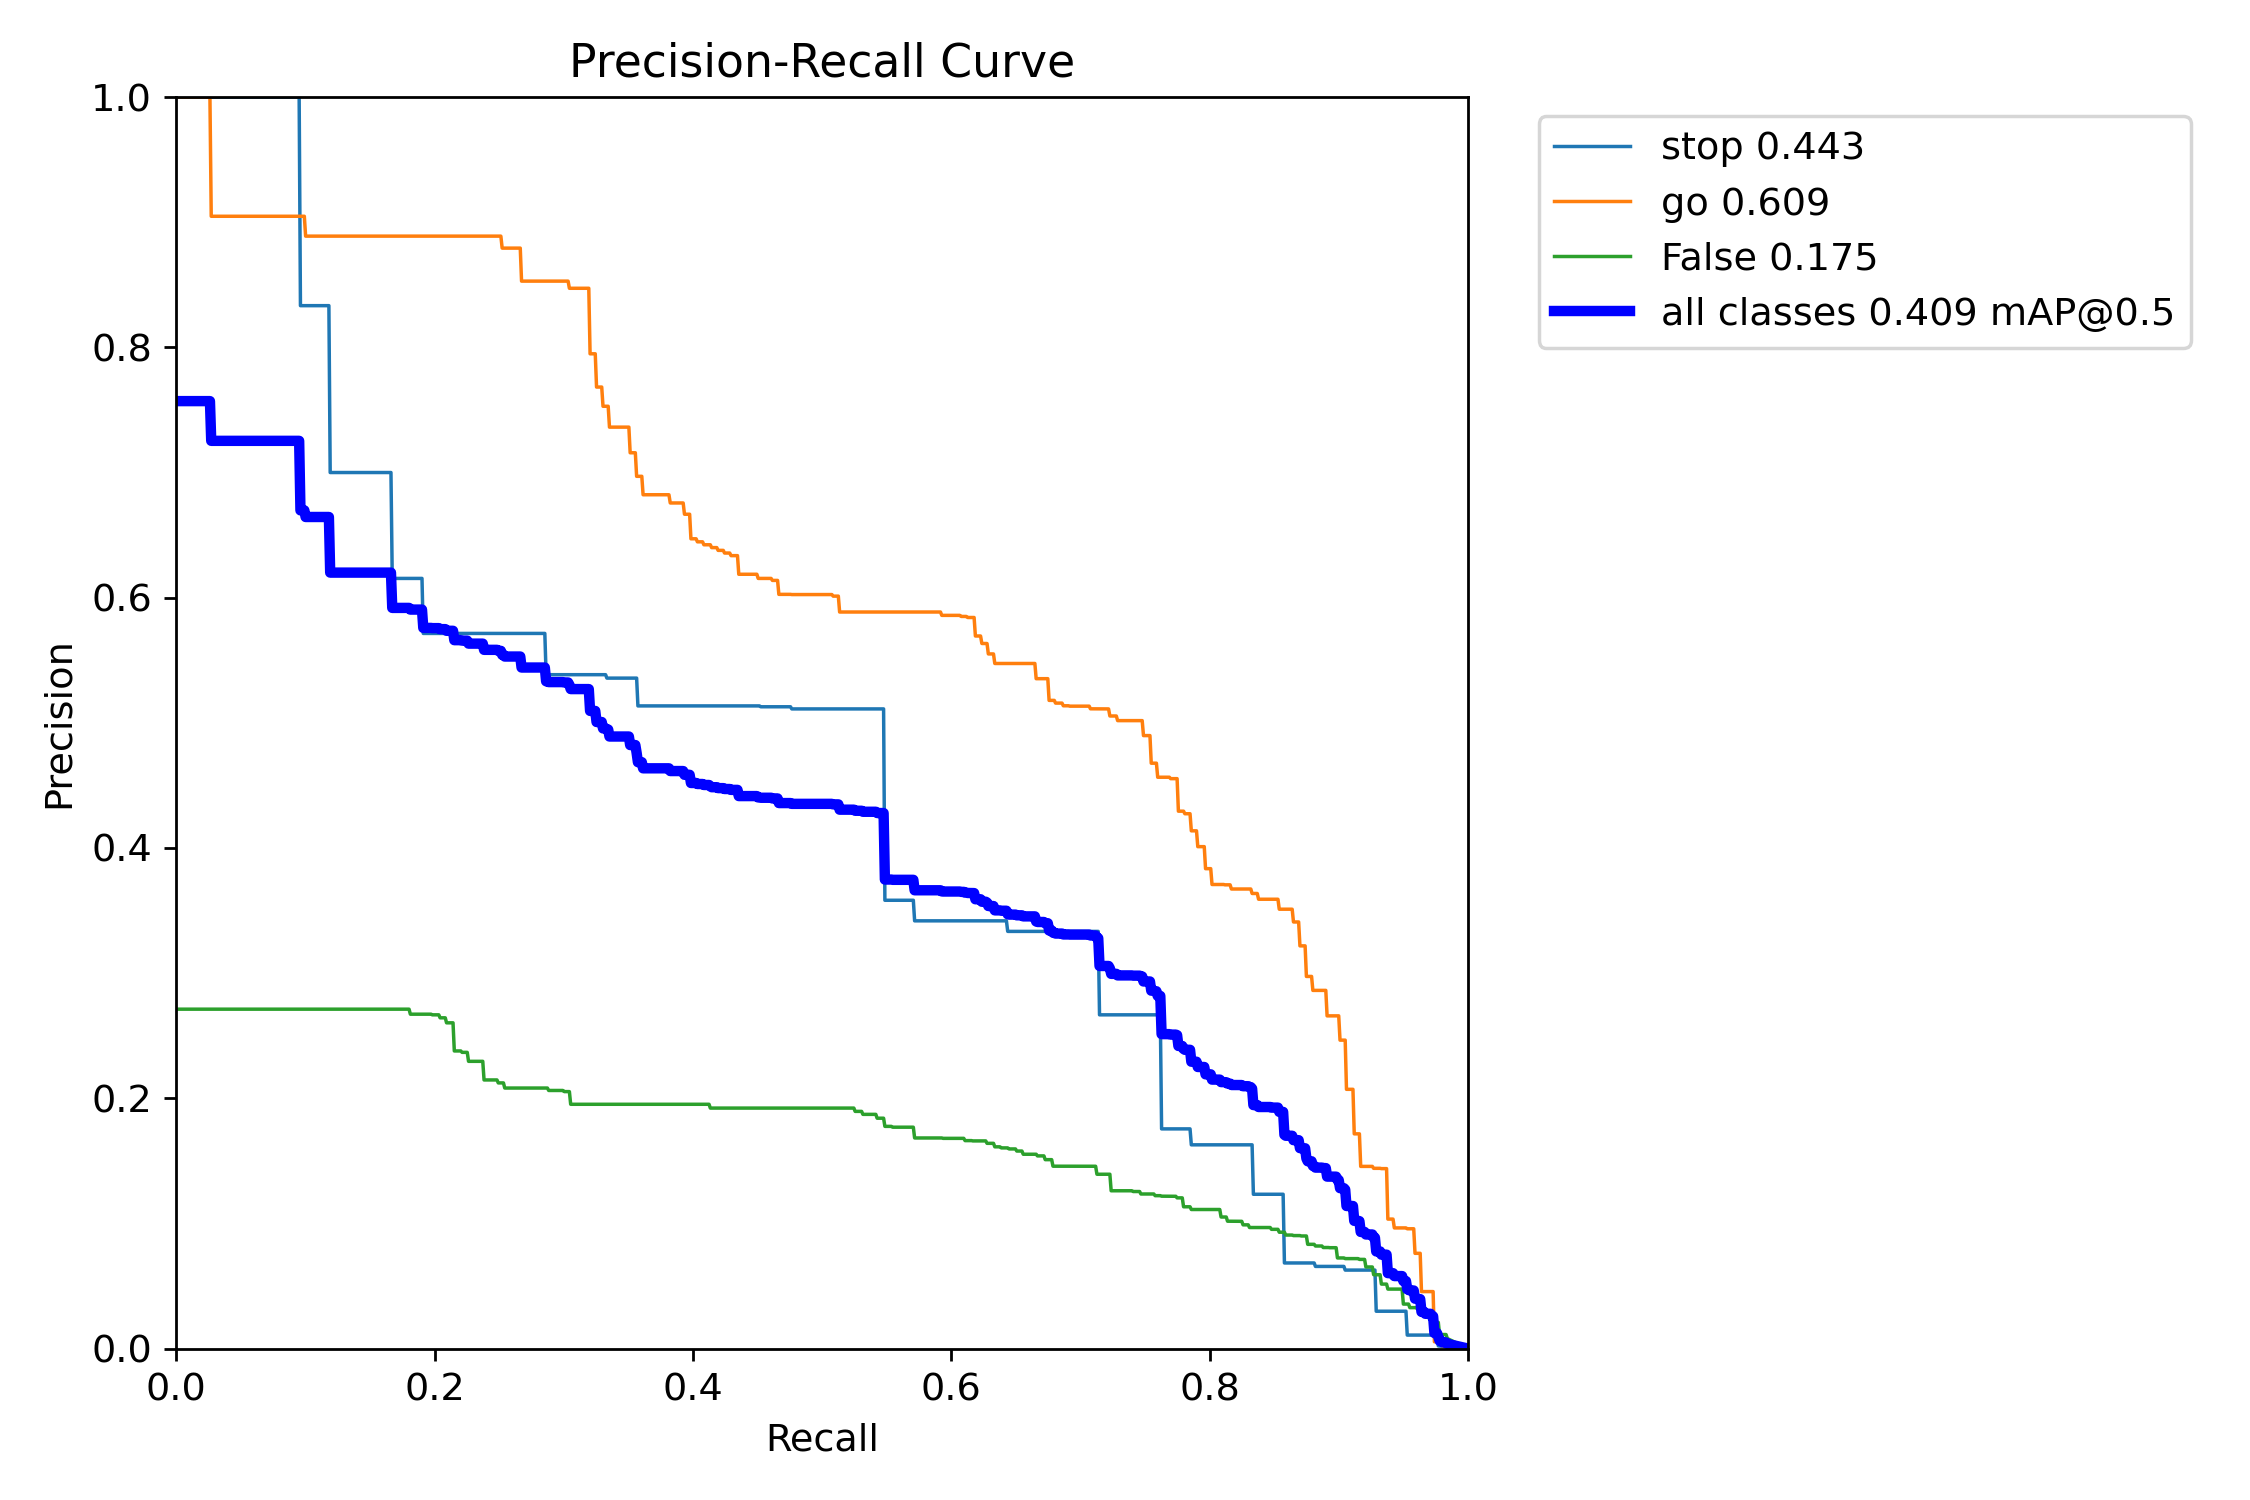 Precision-Recall Curve
1.0
0.8
0.6
0.4
0.2
0.0
Precision
0.0 0.2 0.4 0.6 0.8 1.0
Recall
stop 0.443
go 0.609
False 0.175
all classes 0.409 mAP@0.5